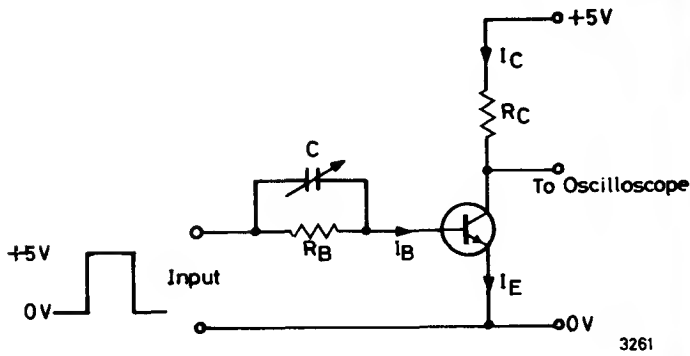 +5V
IC
RC
C
To Oscilloscope
RB
IB
+5V
Input
0V
IE
0V
3261